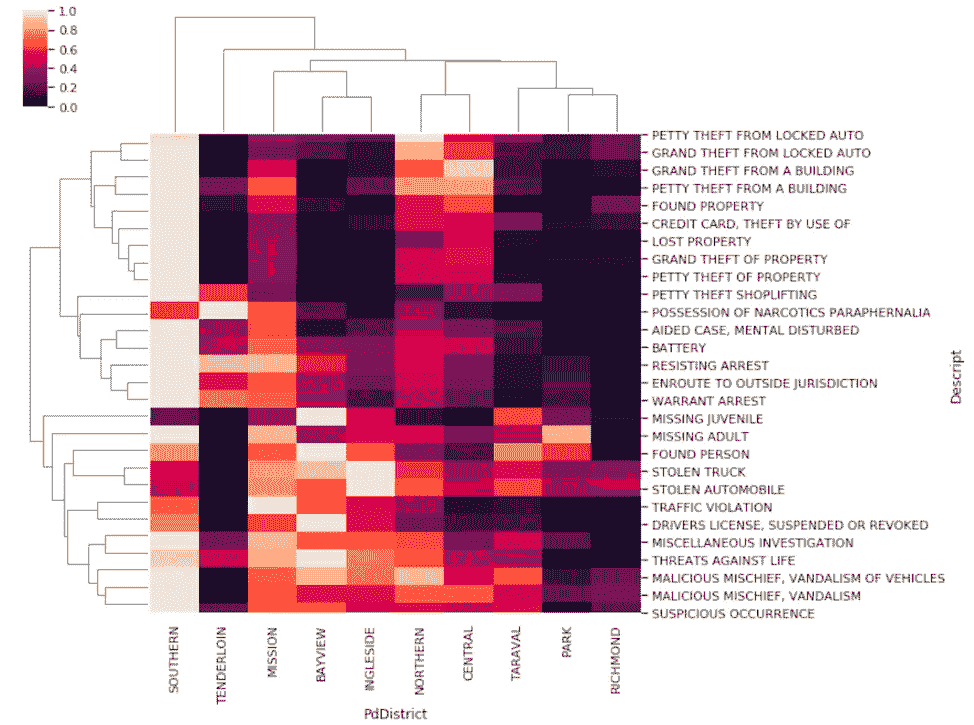 1.0
0.8
0.6
0.4
0.2
0.0
PETTY THEFT FROM LOCKED AUTO
GRAND THEFT FROM LOCKED AUTO
GRAND THEFT FROM A BUILDING
PETTY THEFT FROM A BUILDING
FOUND PROPERTY
CREDIT CARD, THEFT BY USE OF
LOST PROPERTY
GRAND THEFT OF PROPERTY
PETTY THEFT OF PROPERTY
PETTY THEFT SHOPLIFTING
POSSESSION OF NARCOTICS PARAPHERNALIA
AIDED CASE, MENTAL DISTURBED
BATTERY
RESISTING ARREST
ENROUTE TO OUTSIDE JURISDICTION
WARRANT ARREST
MISSING JUVENILE
MISSING ADULT
FOUND PERSON
STOLEN TRUCK
STOLEN AUTOMOBILE
TRAFFIC VIOLATION
DRIVERS LICENSE, SUSPENDED OR REVOKED
MISCELLANEOUS INVESTIGATION
THREATS AGAINST LIFE
MALICIOUS MISCHIEF, VANDALISM OF VEHICLES
MALICIOUS MISCHIEF, VANDALISM
SUSPICIOUS OCCURRENCE
Descript
SOUTHERN
TENDERLOIN
MISSION
BAYVIEW
INGLESIDE
NORTHERN
CENTRAL
TARAVAL
PARK
RICHMOND
PdDistrict